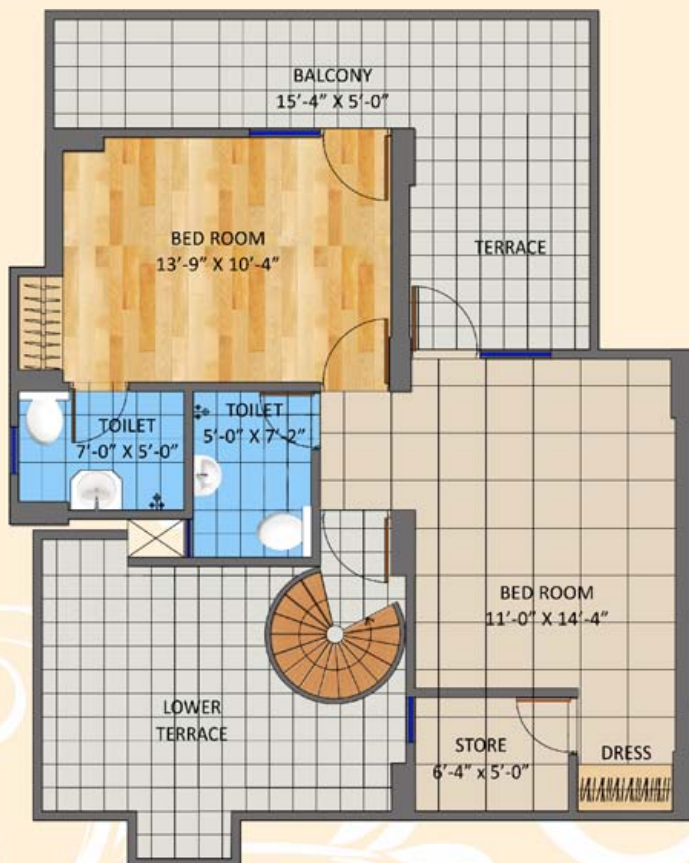 BALCONY
15'-4" X 5'-0"
BED ROOM
13'-9" X 10'-4"
TERRACE
TOILET
7'-0" X 5'-0"
TOILET
5'-0" X 7'-2"
BED ROOM
11'-0" X 14'-4"
LOWER
TERRACE
STORE
6'-4" x 5'-0"
DRESS